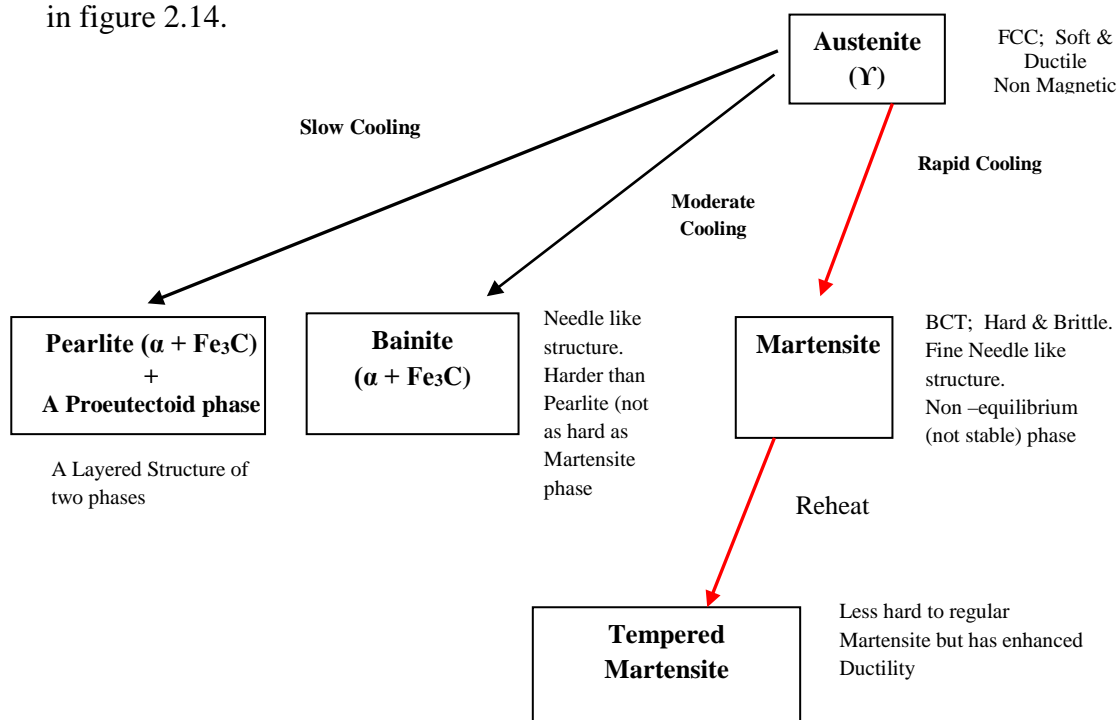 in figure 2.14.
Austenite
(ϒ)
FCC; Soft &
Ductile
Non Magnetic
Slow Cooling
Rapid Cooling
Moderate
Cooling
Pearlite (α + Fe₃C)
+
A Proeutectoid phase
Bainite
(α + Fe₃C)
Needle like
structure.
Harder than
Pearlite (not
as hard as
Martensite
phase
Martensite
BCT; Hard & Brittle.
Fine Needle like
structure.
Non –equilibrium
(not stable) phase
A Layered Structure of
two phases
Reheat
Tempered
Martensite
Less hard to regular
Martensite but has enhanced
Ductility